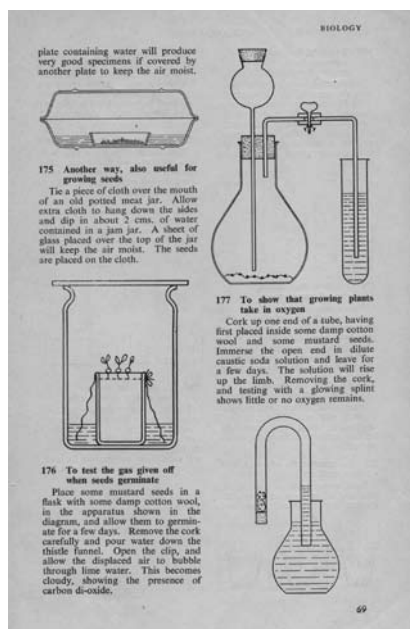 BIOLOGY
plate containing water will produce
very good specimens if covered by
another plate to keep the air moist.
175 Another way, also useful for
growing seeds
Tie a piece of cloth over the mouth
of an old potted meat jar. Allow
extra cloth to hang down the sides
and dip in about 2 cms. of water
contained in a jam jar. A sheet of
glass placed over the top of the jar
will keep the air moist. The seeds
are placed on the cloth.
176 To test the gas given off
when seeds germinate
Place some mustard seeds in a
flask with some damp cotton wool,
in the apparatus shown in the
diagram, and allow them to germin-
ate for a few days. Remove the cork
carefully and pour water down the
thistle funnel. Open the clip, and
allow the displaced air to bubble
through lime water. This becomes
cloudy, showing the presence of
carbon di-oxide.
177 To show that growing plants
take in oxygen
Cork up one end of a tube, having
first placed inside some damp cotton
wool and some mustard seeds.
Immerse the open end in dilute
caustic soda solution and leave for
a few days. The solution will rise
up the limb. Removing the cork,
and testing with a glowing splint
shows little or no oxygen remains.
69